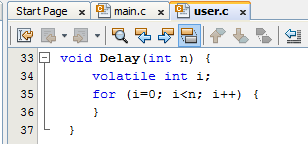 Start Page main.c user.c
33 void Delay(int n) {
34 volatile int i;
35 for (i=0; i<n; i++) {
36 }
37 }